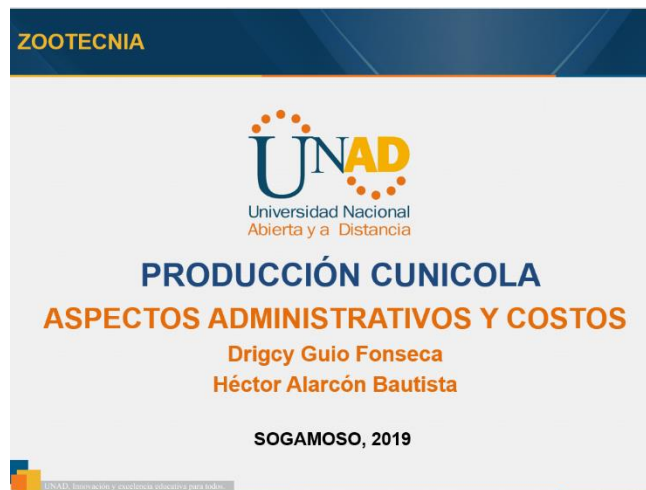 ZOOTECNIA
UNAD
Universidad Nacional
Abierta y a Distancia
PRODUCCIÓN CUNICOLA
ASPECTOS ADMINISTRATIVOS Y COSTOS
Drigcy Guio Fonseca
Héctor Alarcón Bautista
SOGAMOSO, 2019
UNAD, Innovación y excelencia educativa para todos.